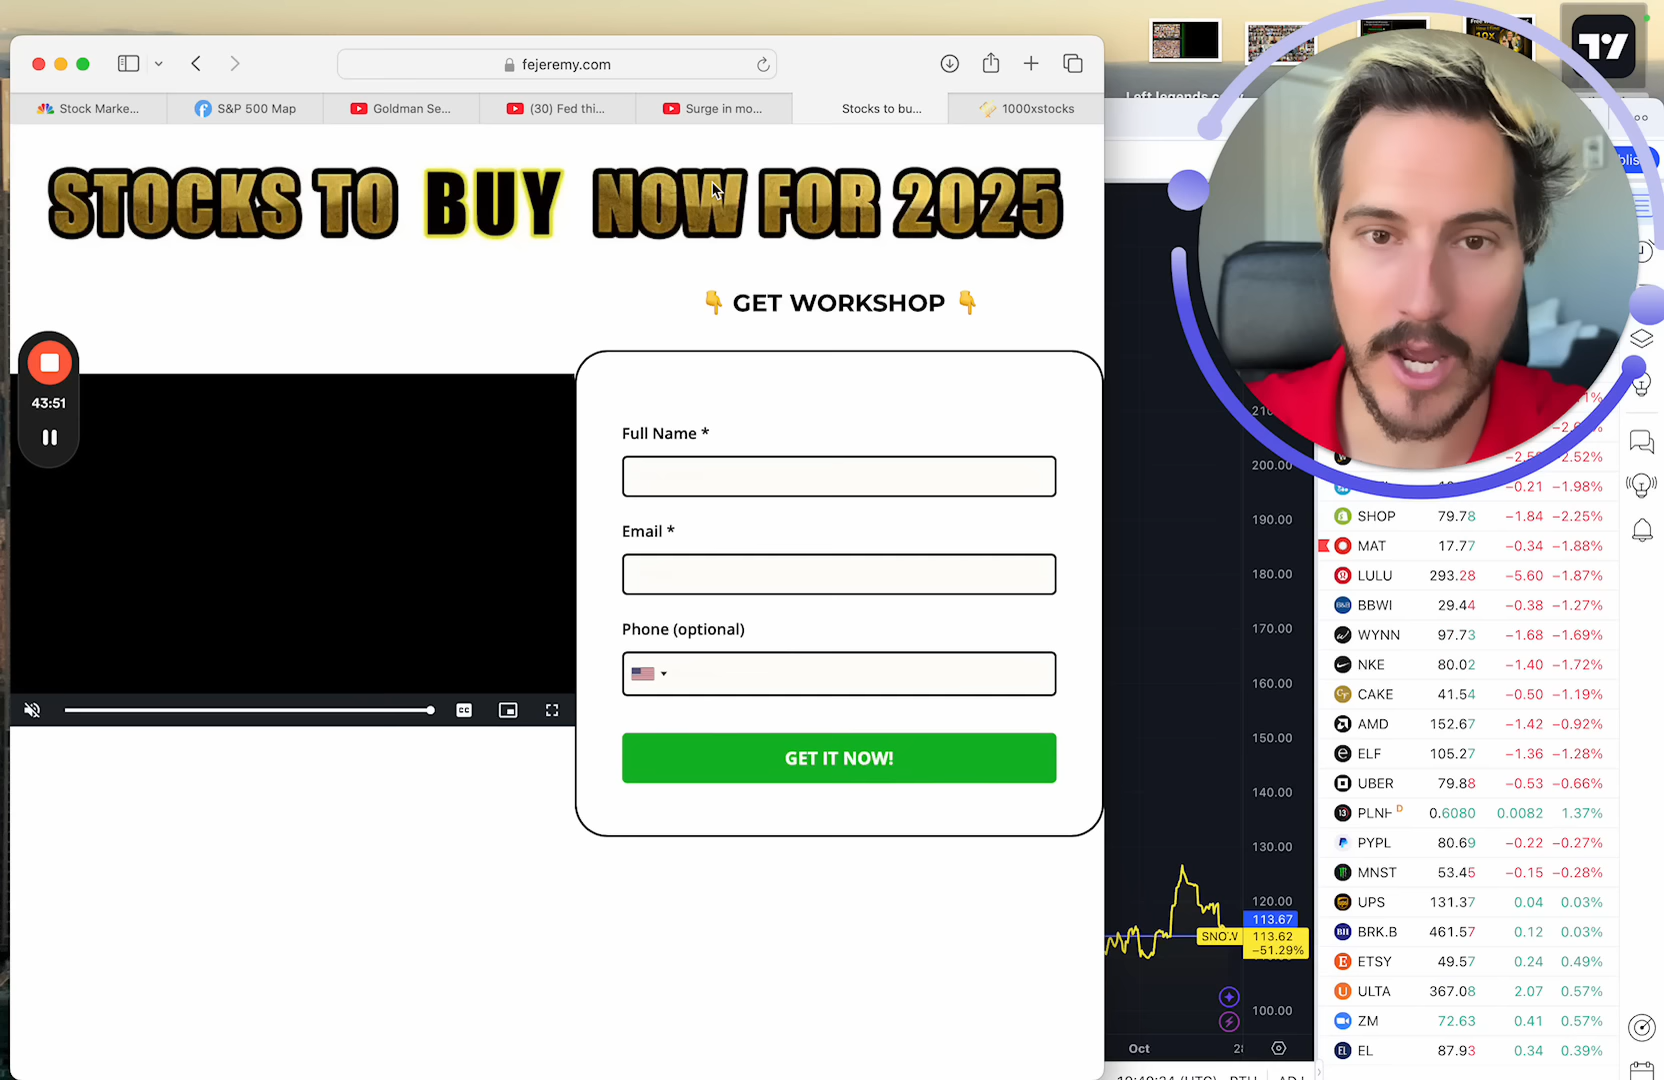 fejeremy.com
Stock Marke...
S&P 500 Map
Goldman Se...
(30) Fed thi...
Surge in mo...
Stocks to bu...
1000xstocks
STOCKS TO BUY NOW FOR 2025
👇 GET WORKSHOP 👇
43:51
Full Name *
Email *
Phone (optional)
GET IT NOW!
CC
200.00
190.00
180.00
170.00
160.00
150.00
140.00
130.00
120.00
113.67
SNOW 113.62
−51.29%
100.00
Oct
−2.52%
−0.21 −1.98%
SHOP 79.78 −1.84 −2.25%
MAT 17.77 −0.34 −1.88%
LULU 293.28 −5.60 −1.87%
BBWI 29.44 −0.38 −1.27%
WYNN 97.73 −1.68 −1.69%
NKE 80.02 −1.40 −1.72%
CAKE 41.54 −0.50 −1.19%
AMD 152.67 −1.42 −0.92%
ELF 105.27 −1.36 −1.28%
UBER 79.88 −0.53 −0.66%
PLNH D 0.6080 0.0082 1.37%
PYPL 80.69 −0.22 −0.27%
MNST 53.45 −0.15 −0.28%
UPS 131.37 0.04 0.03%
BRK.B 461.57 0.12 0.03%
ETSY 49.57 0.24 0.49%
ULTA 367.08 2.07 0.57%
ZM 72.63 0.41 0.57%
EL 87.93 0.34 0.39%